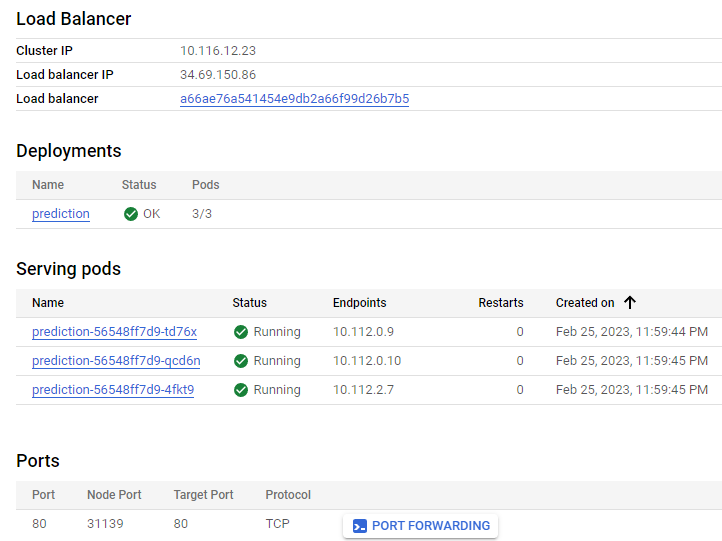 Load Balancer
Cluster IP 10.116.12.23
Load balancer IP 34.69.150.86
Load balancer a66ae76a541454e9db2a66f99d26b7b5
Deployments
Name Status Pods
prediction OK 3/3
Serving pods
Name Status Endpoints Restarts Created on
prediction-56548ff7d9-td76x Running 10.112.0.9 0 Feb 25, 2023, 11:59:44 PM
prediction-56548ff7d9-qcd6n Running 10.112.0.10 0 Feb 25, 2023, 11:59:45 PM
prediction-56548ff7d9-4fkt9 Running 10.112.2.7 0 Feb 25, 2023, 11:59:45 PM
Ports
Port Node Port Target Port Protocol
80 31139 80 TCP PORT FORWARDING